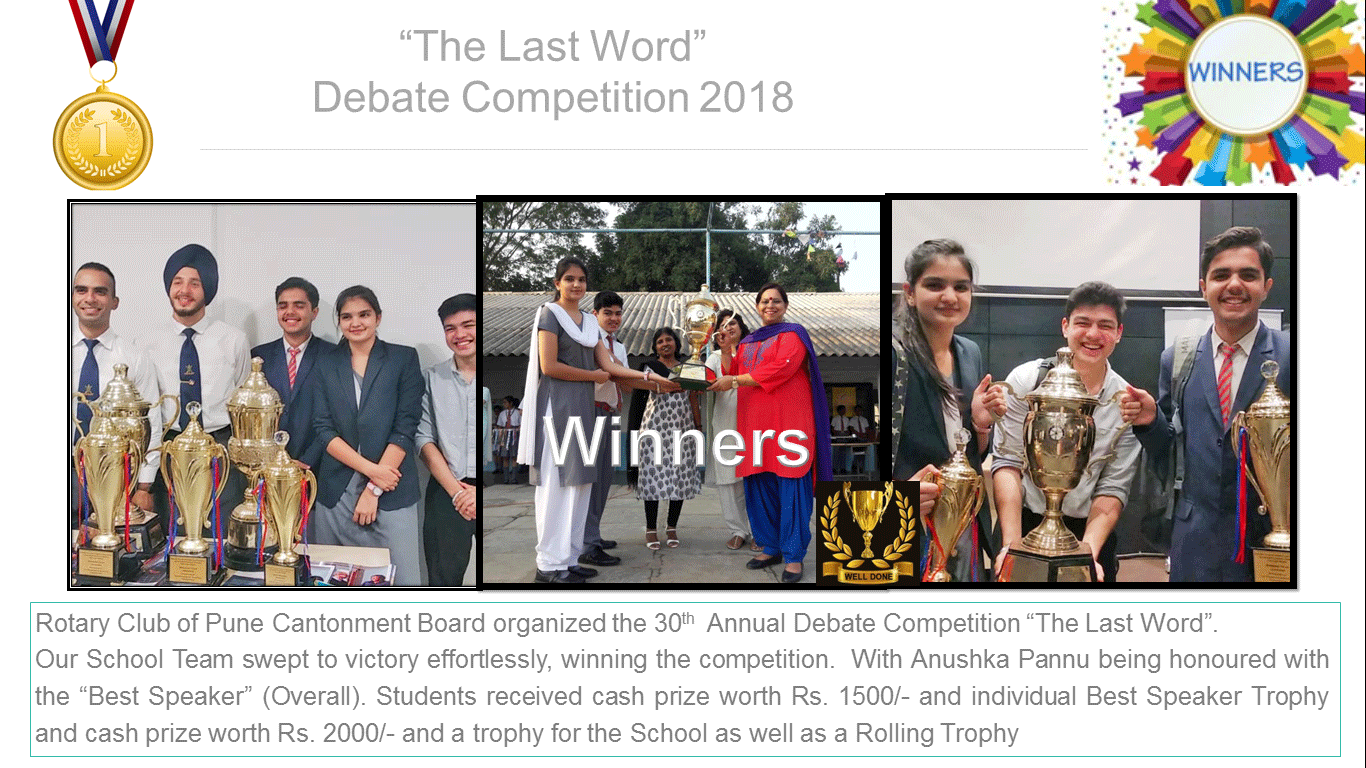 “The Last Word”
Debate Competition 2018
1
WINNERS
Winners
WELL DONE
Rotary Club of Pune Cantonment Board organized the 30th Annual Debate Competition “The Last Word”.
Our School Team swept to victory effortlessly, winning the competition. With Anushka Pannu being honoured with
the “Best Speaker” (Overall). Students received cash prize worth Rs. 1500/- and individual Best Speaker Trophy
and cash prize worth Rs. 2000/- and a trophy for the School as well as a Rolling Trophy